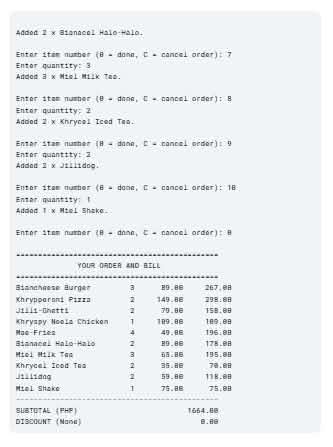 Added 2 x Bianacel Halo-Halo.
Enter item number (0 = done, C = cancel order): 7
Enter quantity: 3
Added 3 x Miel Milk Tea.
Enter item number (0 = done, C = cancel order): 8
Enter quantity: 2
Added 2 x Khrycel Iced Tea.
Enter item number (0 = done, C = cancel order): 9
Enter quantity: 2
Added 2 x Jillidog.
Enter item number (0 = done, C = cancel order): 10
Enter quantity: 1
Added 1 x Miel Shake.
Enter item number (0 = done, C = cancel order): 0
==================================================
YOUR ORDER AND BILL
==================================================
Biancheese Burger 3 89.00 267.00
Khrypperoni Pizza 2 149.00 298.00
Jilli-Ghetti 2 79.00 158.00
Khryspy Neela Chicken 1 109.00 109.00
Mae-Fries 4 49.00 196.00
Bianacel Halo-Halo 2 89.00 178.00
Miel Milk Tea 3 65.00 195.00
Khrycel Iced Tea 2 35.00 70.00
Jillidog 2 59.00 118.00
Miel Shake 1 75.00 75.00
--------------------------------------------------
SUBTOTAL (PHP) 1664.00
DISCOUNT (None) 0.00